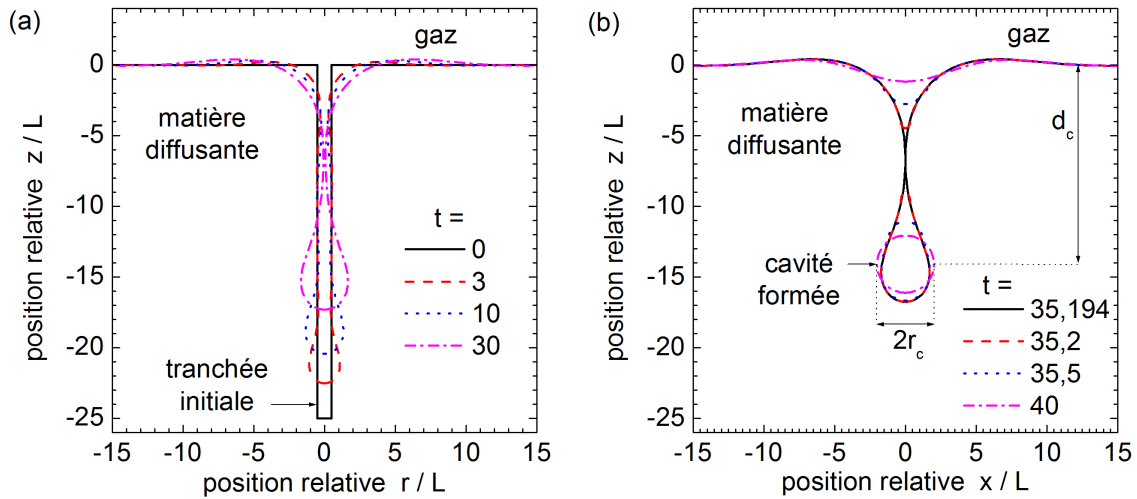 (a)
gaz
matière
diffusante
t =
0
3
10
30
tranchée
initiale
0
-5
-10
-15
-20
-25
-15 -10 -5 0 5 10 15
position relative z / L
position relative r / L
(b)
gaz
matière
diffusante
d_c
cavité
formée
2r_c
t =
35,194
35,2
35,5
40
0
-5
-10
-15
-20
-25
-15 -10 -5 0 5 10 15
position relative z / L
position relative x / L